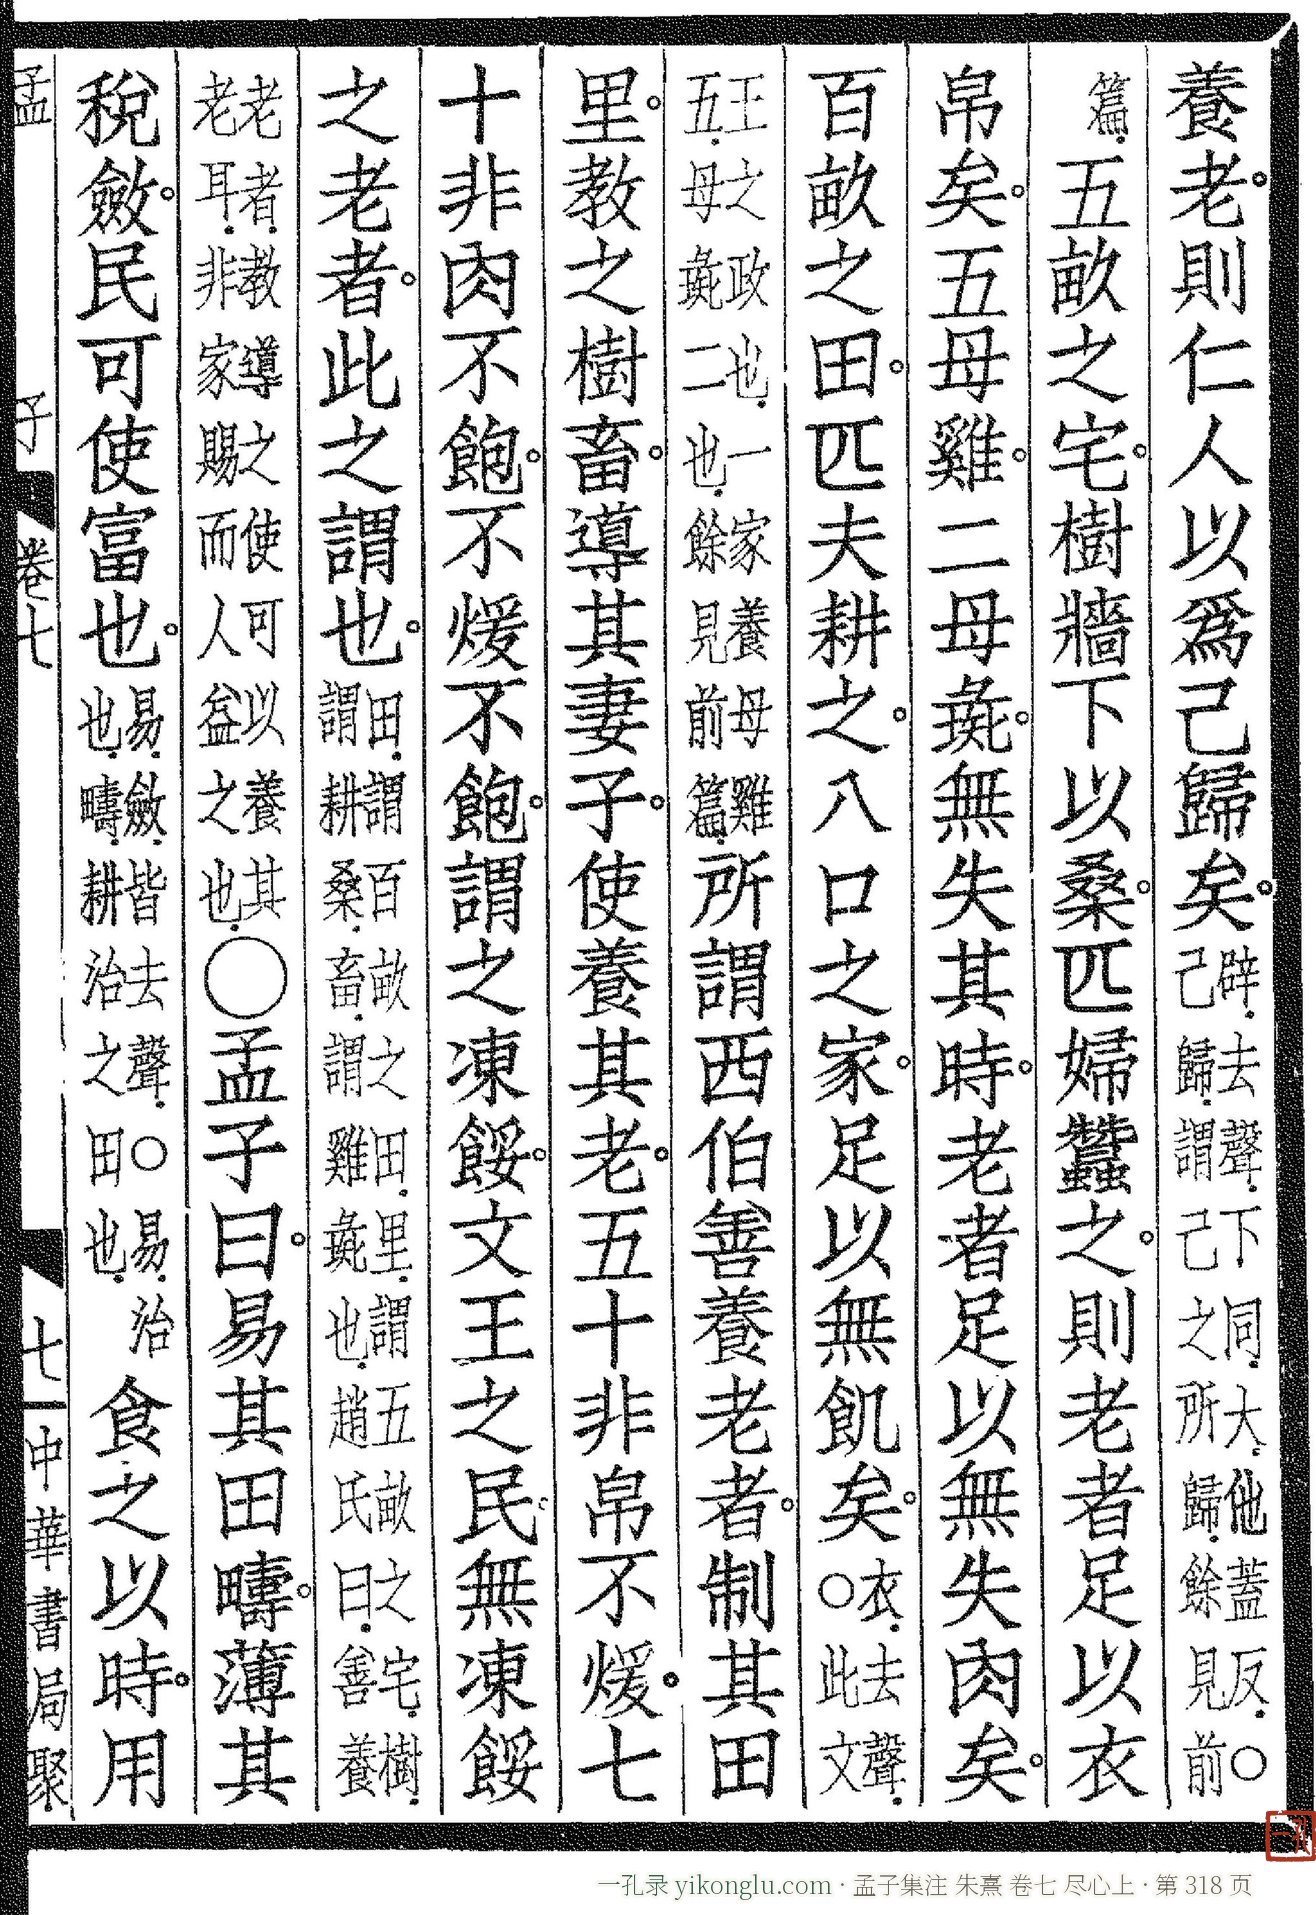 養老則仁人以爲己歸矣辟去聲下同大他蓋反○己歸謂己之所歸餘見前
篇五畝之宅樹牆下以桑匹婦蠶之則老者足以衣
帛矣五母雞二母彘無失其時老者足以無失肉矣
百畝之田匹夫耕之八口之家足以無飢矣衣去聲○此文
王之政也一家養母雞五母彘二也餘見前篇所謂西伯善養老者制其田
里教之樹畜導其妻子使養其老五十非帛不煖七
十非肉不飽不煖不飽謂之凍餒文王之民無凍餒
之老者此之謂也田謂百畝之田里謂五畝之宅樹謂耕桑畜謂雞彘也趙氏曰善養
老者教導之使可以養其老耳非家賜而人益之也○孟子曰易其田疇薄其
稅斂民可使富也易斂皆去聲○易治也疇耕治之田也食之以時用
孟子 卷七 七一中華書局聚
一孔录 yikonglu.com · 孟子集注 朱熹 卷七 尽心上 · 第 318 页